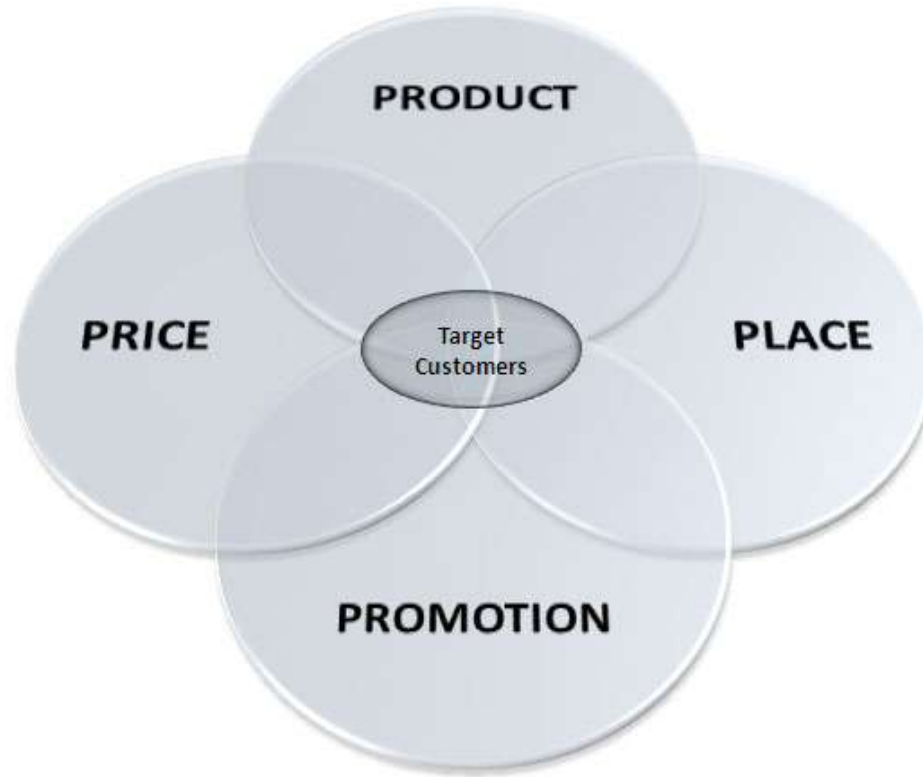 PRODUCT
PRICE
Target
Customers
PLACE
PROMOTION